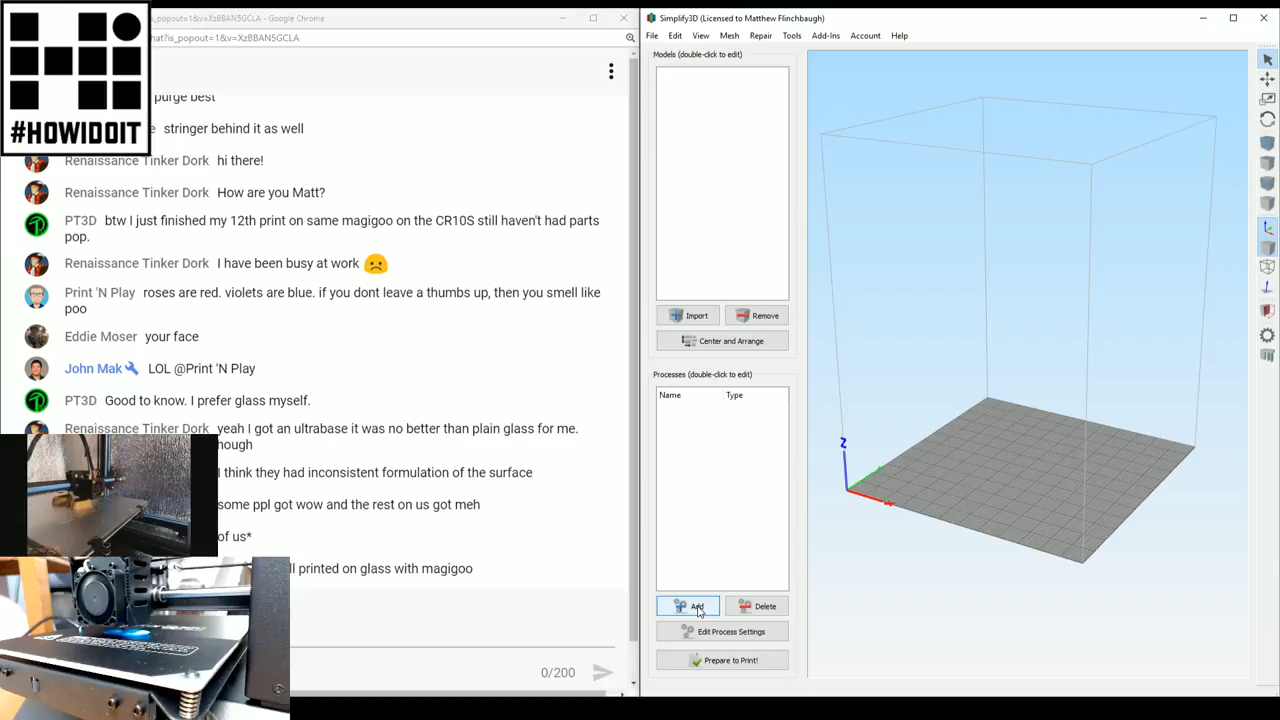 is_popout=1&v=XzBBAN5GCLA - Google Chrome
hat?is_popout=1&v=XzBBAN5GCLA
#HOWIDOIT
purge best
e stringer behind it as well
Renaissance Tinker Dork hi there!
Renaissance Tinker Dork How are you Matt?
PT3D btw I just finished my 12th print on same magigoo on the CR10S still haven't had parts
pop.
Renaissance Tinker Dork I have been busy at work
Print 'N Play roses are red. violets are blue. if you dont leave a thumbs up, then you smell like
poo
Eddie Moser your face
John Mak LOL @Print 'N Play
PT3D Good to know. I prefer glass myself.
Renaissance Tinker Dork yeah I got an ultrabase it was no better than plain glass for me.
hough
I think they had inconsistent formulation of the surface
some ppl got wow and the rest on us got meh
of us*
ll printed on glass with magigoo
0/200
Simplify3D (Licensed to Matthew Flinchbaugh)
File Edit View Mesh Repair Tools Add-Ins Account Help
Models (double-click to edit)
Import Remove
Center and Arrange
Processes (double-click to edit)
Name Type
Add Delete
Edit Process Settings
Prepare to Print!
Z